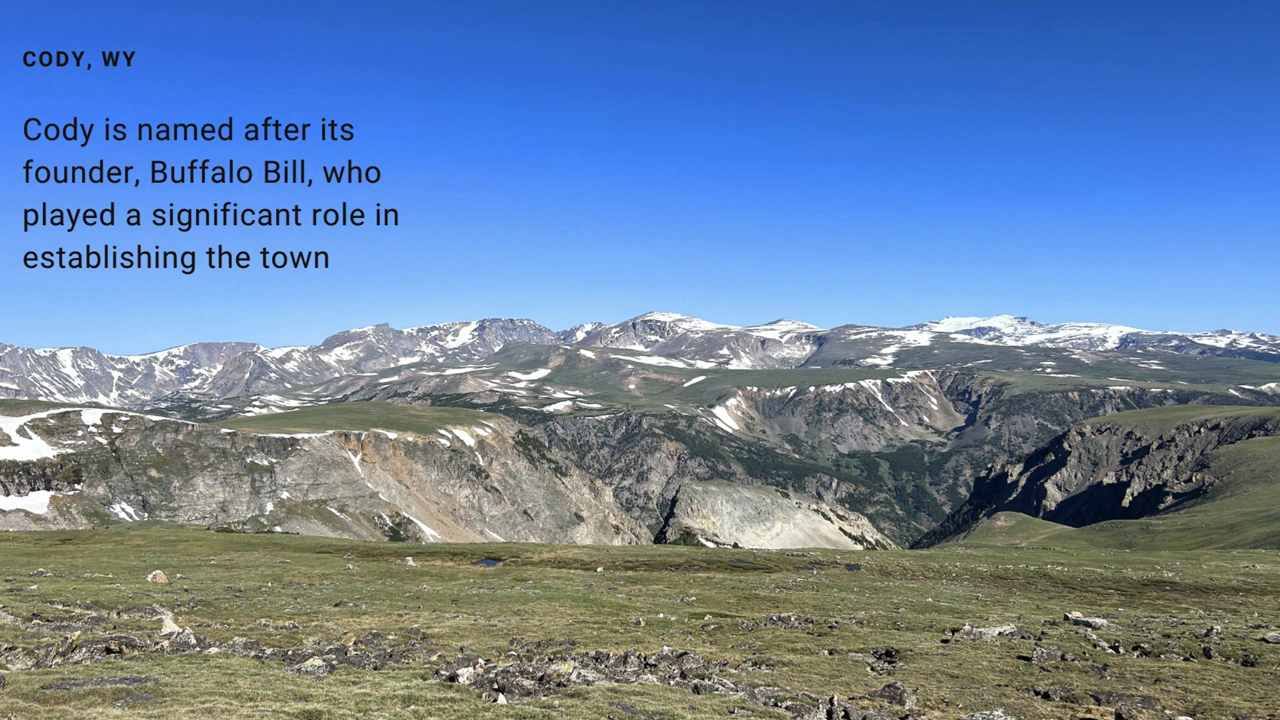 CODY, WY
Cody is named after its
founder, Buffalo Bill, who
played a significant role in
establishing the town